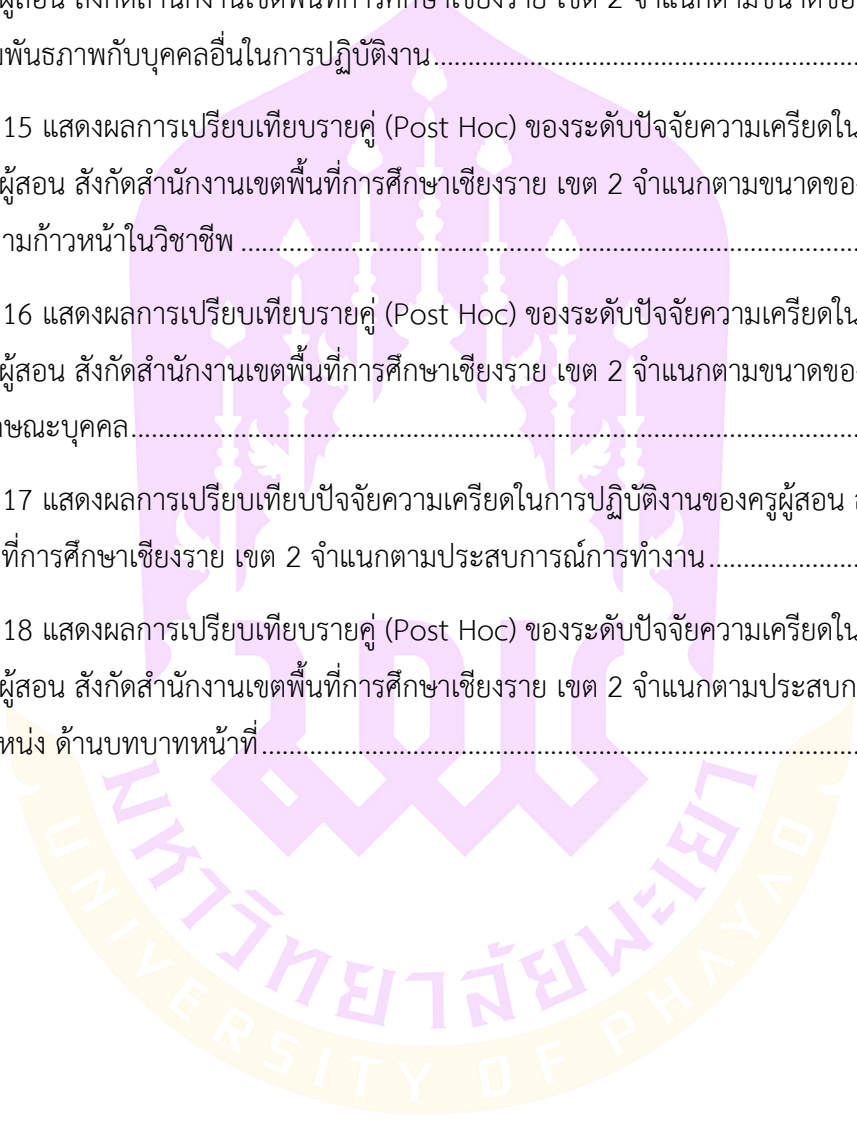 ผู้สอน สังกัดสำนักงานเขตพื้นที่การศึกษาเชียงราย เขต 2 จำแนกตามขนาดขอ
พันธภาพกับบุคคลอื่นในการปฏิบัติงาน
15 แสดงผลการเปรียบเทียบรายคู่ (Post Hoc) ของระดับปัจจัยความเครียดใน
ผู้สอน สังกัดสำนักงานเขตพื้นที่การศึกษาเชียงราย เขต 2 จำแนกตามขนาดขอ
ามก้าวหน้าในวิชาชีพ
16 แสดงผลการเปรียบเทียบรายคู่ (Post Hoc) ของระดับปัจจัยความเครียดใน
ผู้สอน สังกัดสำนักงานเขตพื้นที่การศึกษาเชียงราย เขต 2 จำแนกตามขนาดขอ
ษณะบุคคล
17 แสดงผลการเปรียบเทียบปัจจัยความเครียดในการปฏิบัติงานของครูผู้สอน
ที่การศึกษาเชียงราย เขต 2 จำแนกตามประสบการณ์การทำงาน
18 แสดงผลการเปรียบเทียบรายคู่ (Post Hoc) ของระดับปัจจัยความเครียดใน
ผู้สอน สังกัดสำนักงานเขตพื้นที่การศึกษาเชียงราย เขต 2 จำแนกตามประสบก
หน่ง ด้านบทบาทหน้าที่
มหาวิทยาลัยพะเยา
UNIVERSITY OF PHAYAO